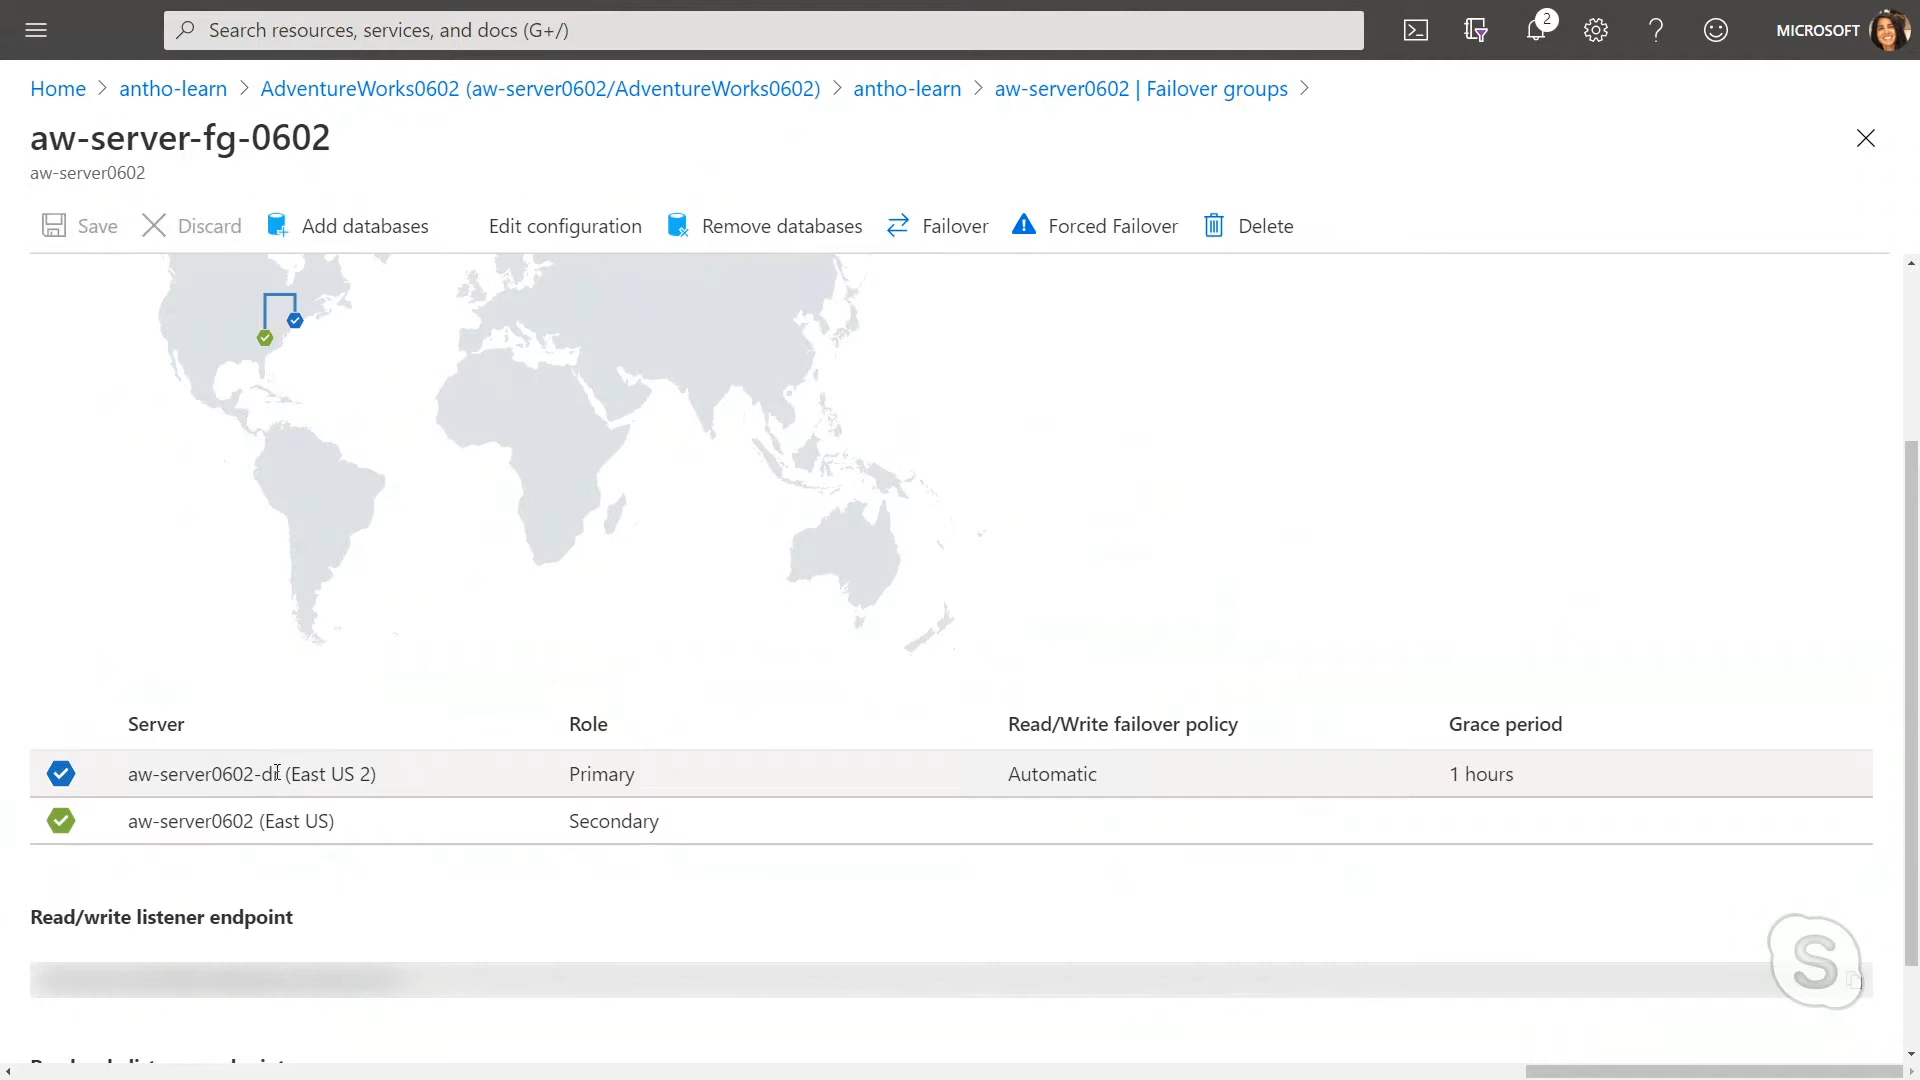 Search resources, services, and docs (G+/)
2
MICROSOFT
Home > antho-learn > AdventureWorks0602 (aw-server0602/AdventureWorks0602) > antho-learn > aw-server0602 | Failover groups >
aw-server-fg-0602
aw-server0602
Save Discard Add databases Edit configuration Remove databases Failover Forced Failover Delete
Server Role Read/Write failover policy Grace period
aw-server0602-dr (East US 2) Primary Automatic 1 hours
aw-server0602 (East US) Secondary
Read/write listener endpoint
S